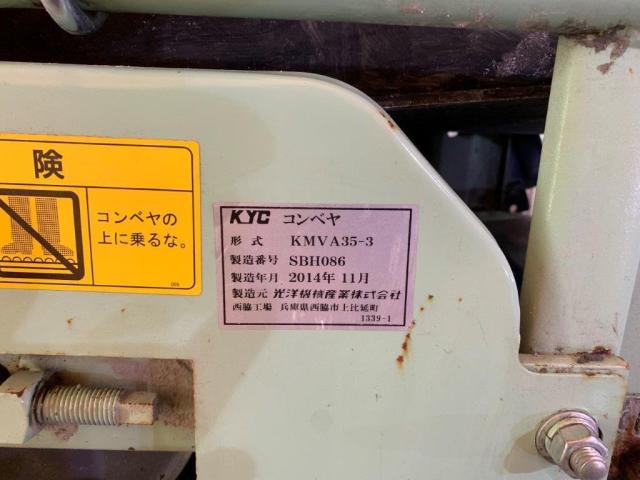 険
コンベヤの
上に乗るな。
KYC コンベヤ
形式 KMVA35-3
製造番号 SBH086
製造年月 2014年11月
製造元 光洋機械産業株式会社
西脇工場 兵庫県西脇市上比延町
1339-1